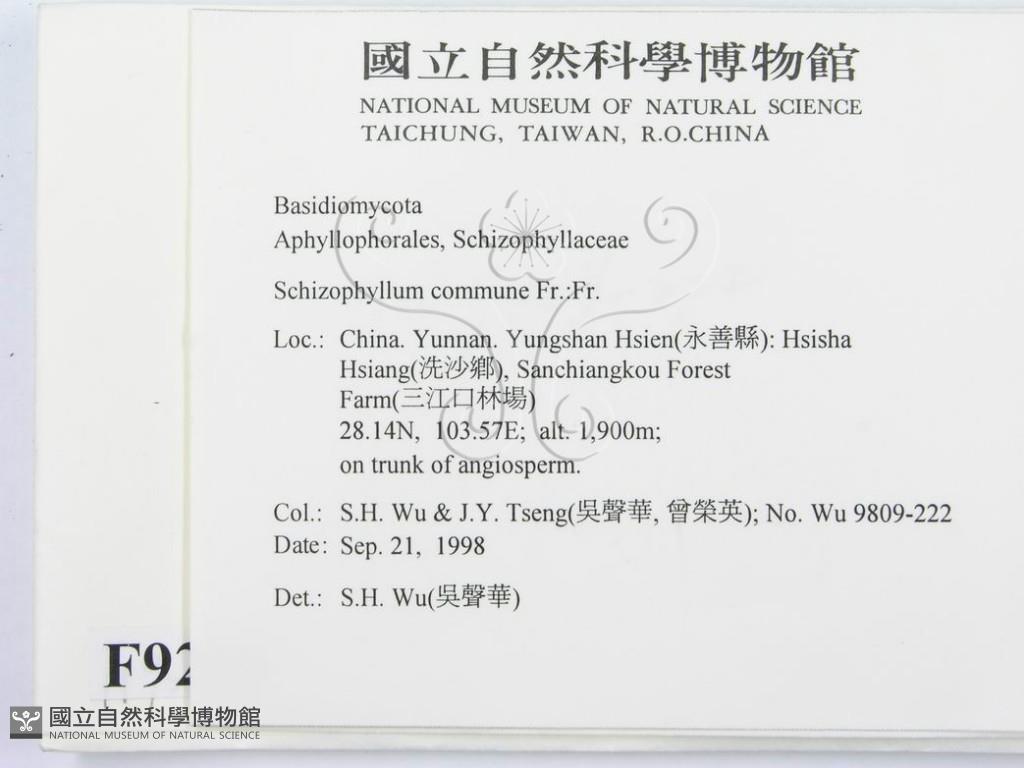 國立自然科學博物館
NATIONAL MUSEUM OF NATURAL SCIENCE
TAICHUNG, TAIWAN, R.O.CHINA
Basidiomycota
Aphyllophorales, Schizophyllaceae
Schizophyllum commune Fr.:Fr.
Loc.: China. Yunnan. Yungshan Hsien(永善縣): Hsisha
Hsiang(洗沙鄉), Sanchiangkou Forest
Farm(三江口林場)
28.14N, 103.57E; alt. 1,900m;
on trunk of angiosperm.
Col.: S.H. Wu & J.Y. Tseng(吳聲華, 曾榮英); No. Wu 9809-222
Date: Sep. 21, 1998
Det.: S.H. Wu(吳聲華)
F92
國立自然科學博物館
NATIONAL MUSEUM OF NATURAL SCIENCE